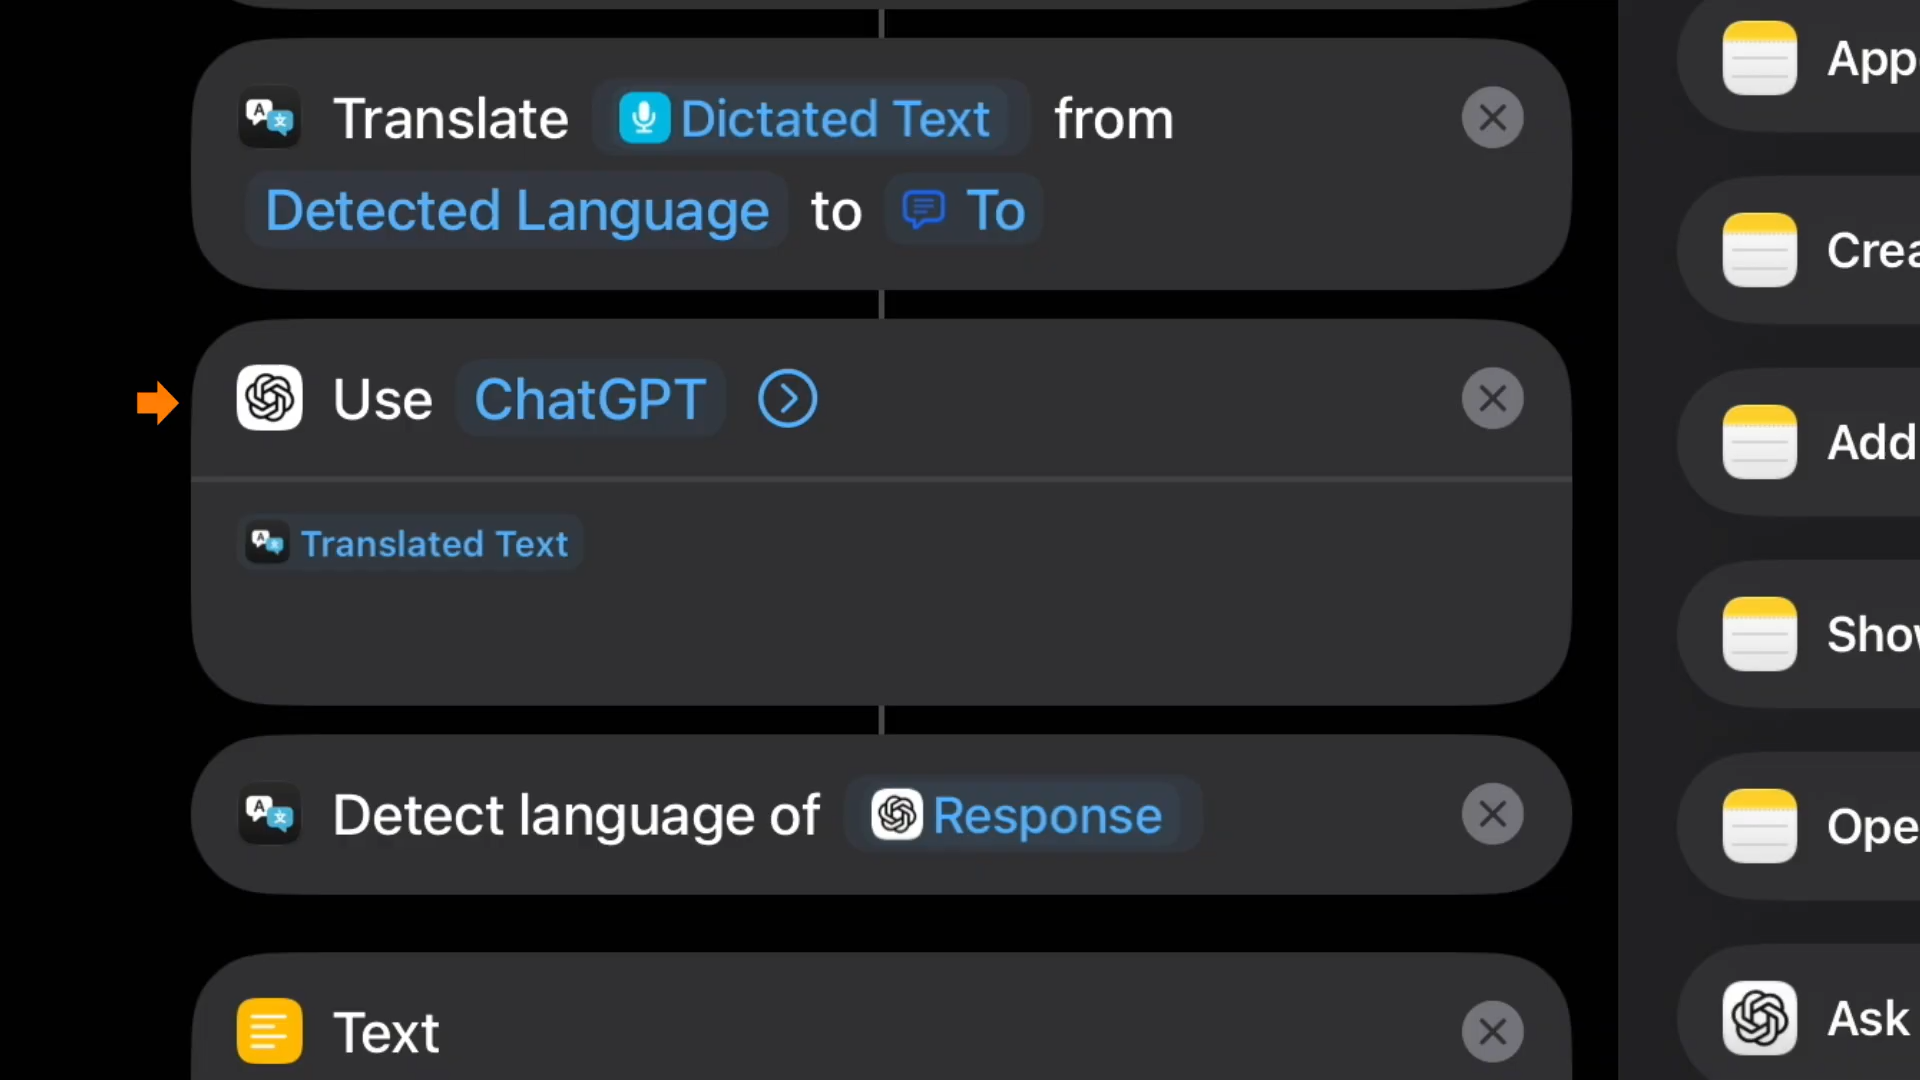 Translate Dictated Text from
Detected Language to To
Use ChatGPT
Translated Text
Detect language of Response
Text
App
Crea
Add
Show
Ope
Ask